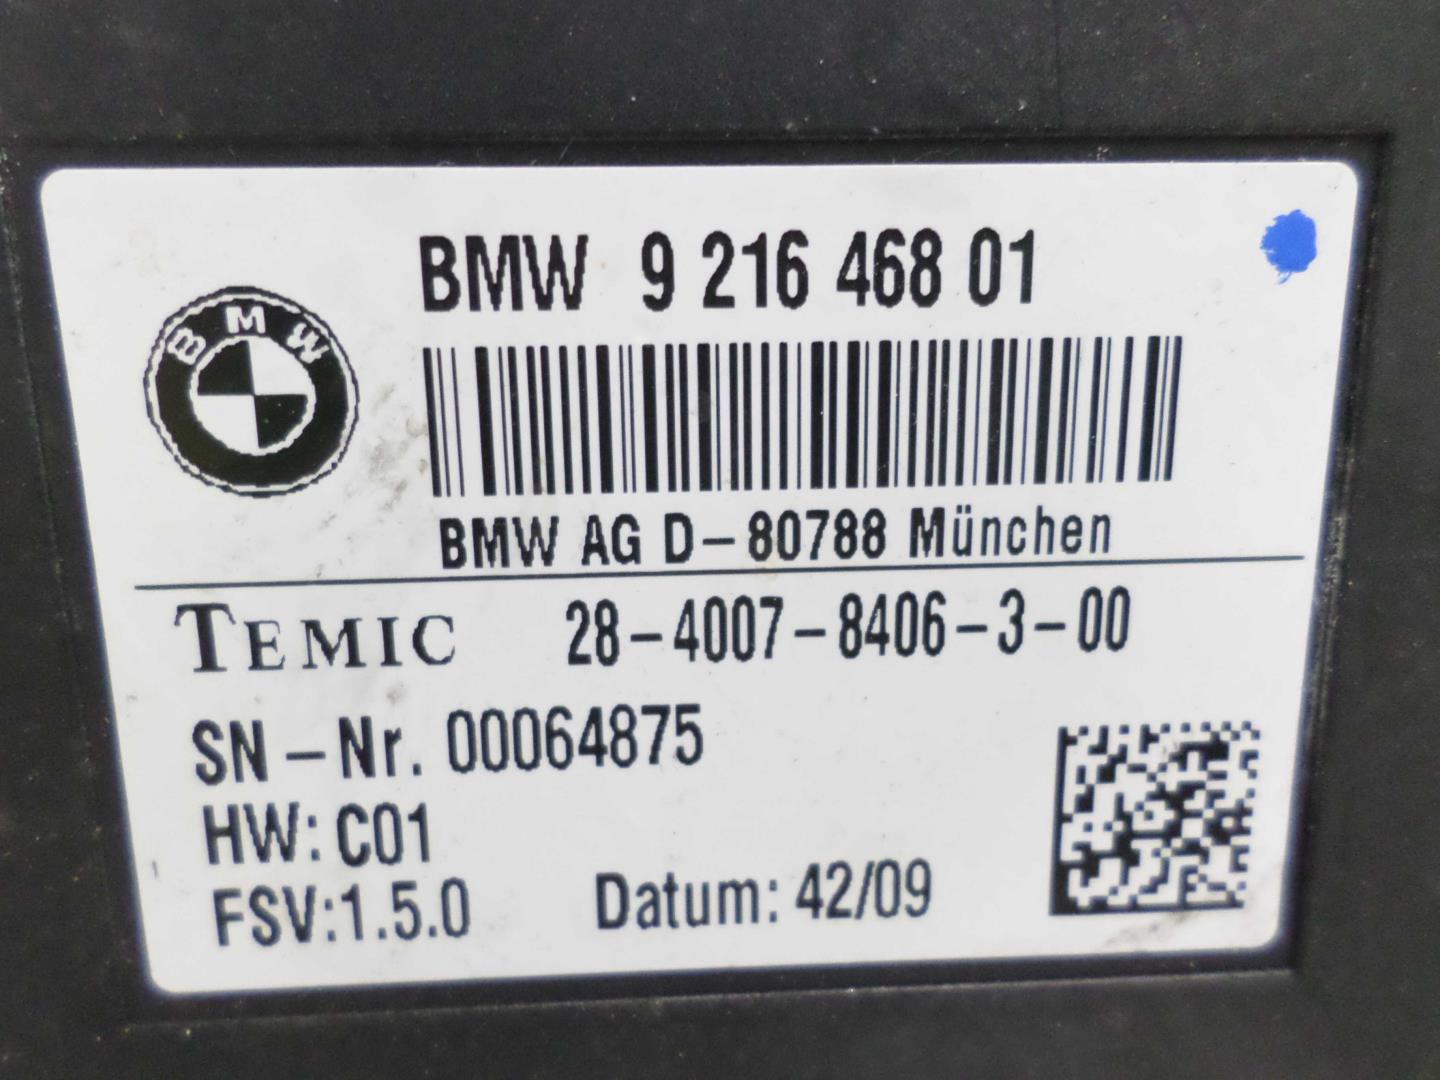 BMW
BMW 9 216 468 01
BMW AG D-80788 München
TEMIC 28-4007-8406-3-00
SN-Nr. 00064875
HW: C01
FSV:1.5.0 Datum: 42/09